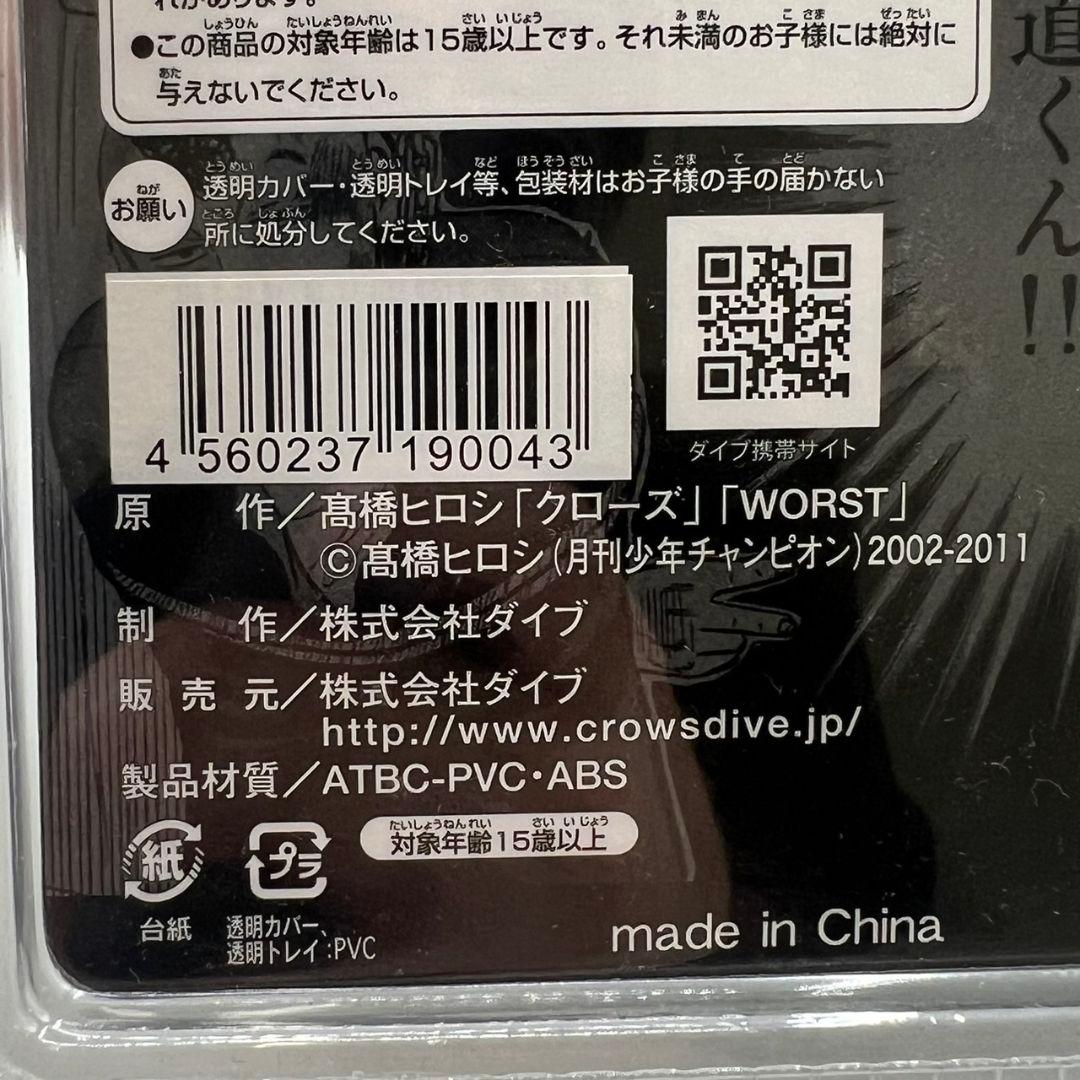 ●この商品の対象年齢は15歳以上です。それ未満のお子様には絶対に
与えないでください。
お願い
透明カバー・透明トレイ等、包装材はお子様の手の届かない
所に処分してください。
道くん!!
ダイブ携帯サイト
4 560237 190043
原作／髙橋ヒロシ「クローズ」「WORST」
©髙橋ヒロシ(月刊少年チャンピオン)2002-2011
制作／株式会社ダイブ
販売元／株式会社ダイブ
http://www.crowsdive.jp/
製品材質／ATBC-PVC・ABS
紙
プラ
対象年齢15歳以上
台紙
透明カバー、
透明トレイ:PVC
made in China